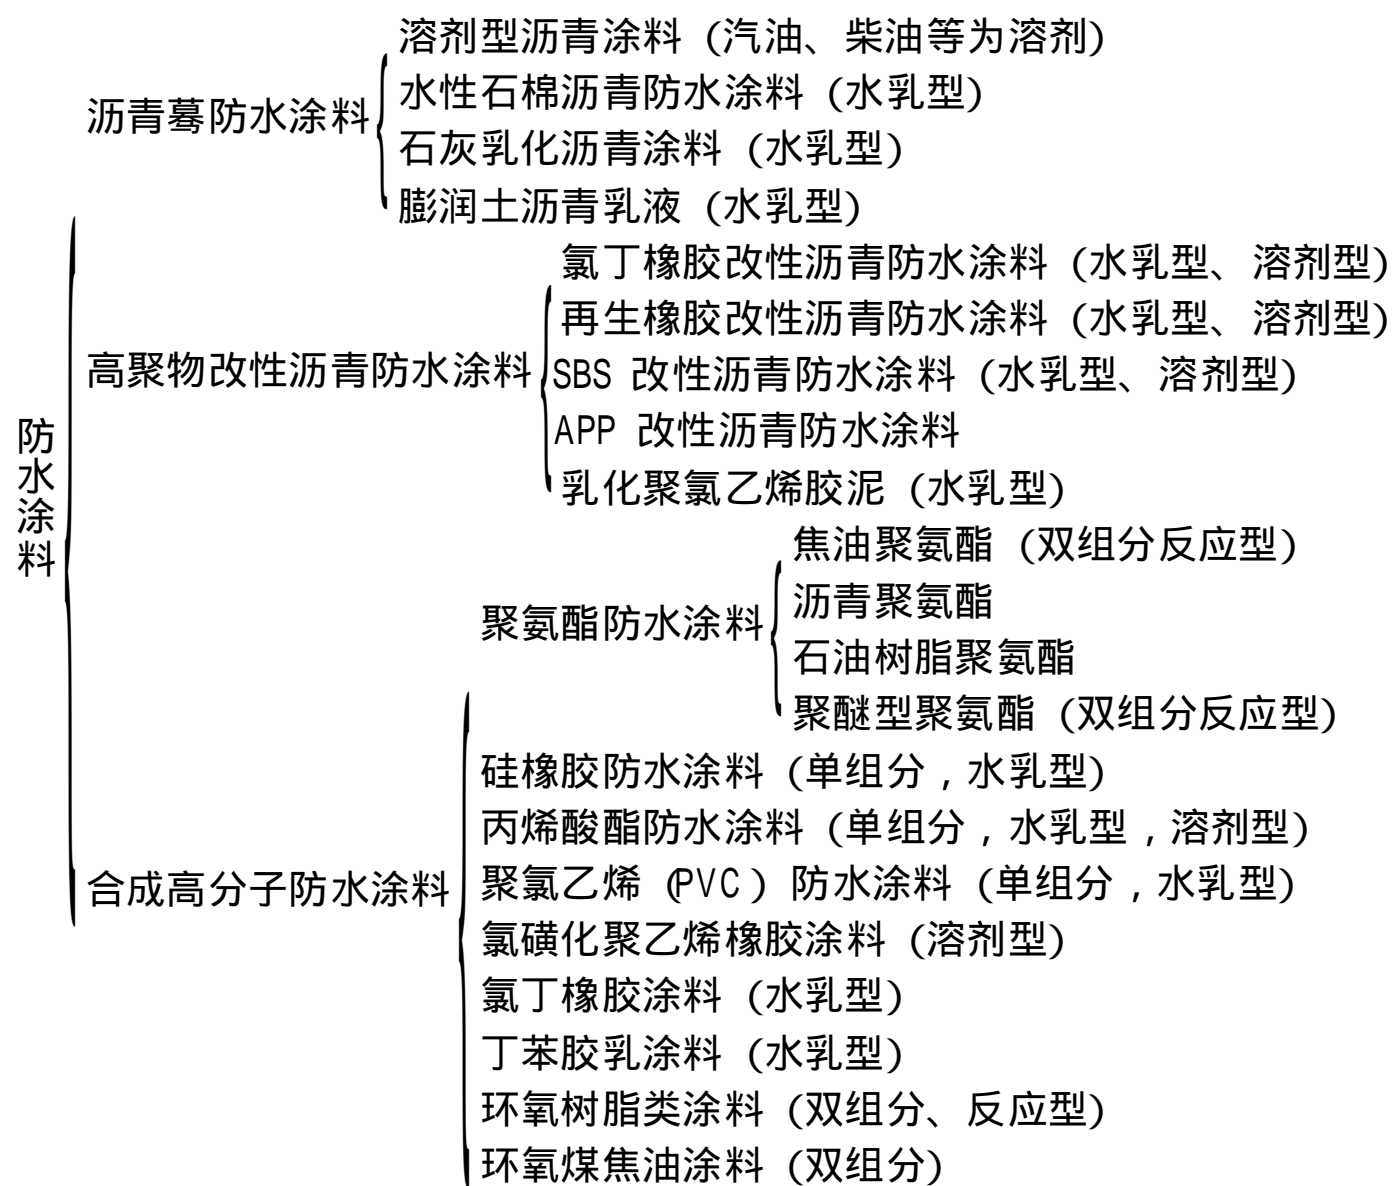 防水涂料
沥青蓦防水涂料
溶剂型沥青涂料 (汽油、柴油等为溶剂)
水性石棉沥青防水涂料 (水乳型)
石灰乳化沥青涂料 (水乳型)
膨润土沥青乳液 (水乳型)
高聚物改性沥青防水涂料
氯丁橡胶改性沥青防水涂料 (水乳型、溶剂型)
再生橡胶改性沥青防水涂料 (水乳型、溶剂型)
SBS 改性沥青防水涂料 (水乳型、溶剂型)
APP 改性沥青防水涂料
乳化聚氯乙烯胶泥 (水乳型)
合成高分子防水涂料
聚氨酯防水涂料
焦油聚氨酯 (双组分反应型)
沥青聚氨酯
石油树脂聚氨酯
聚醚型聚氨酯 (双组分反应型)
硅橡胶防水涂料 (单组分,水乳型)
丙烯酸酯防水涂料 (单组分,水乳型,溶剂型)
聚氯乙烯 (PVC) 防水涂料 (单组分,水乳型)
氯磺化聚乙烯橡胶涂料 (溶剂型)
氯丁橡胶涂料 (水乳型)
丁苯胶乳涂料 (水乳型)
环氧树脂类涂料 (双组分、反应型)
环氧煤焦油涂料 (双组分)